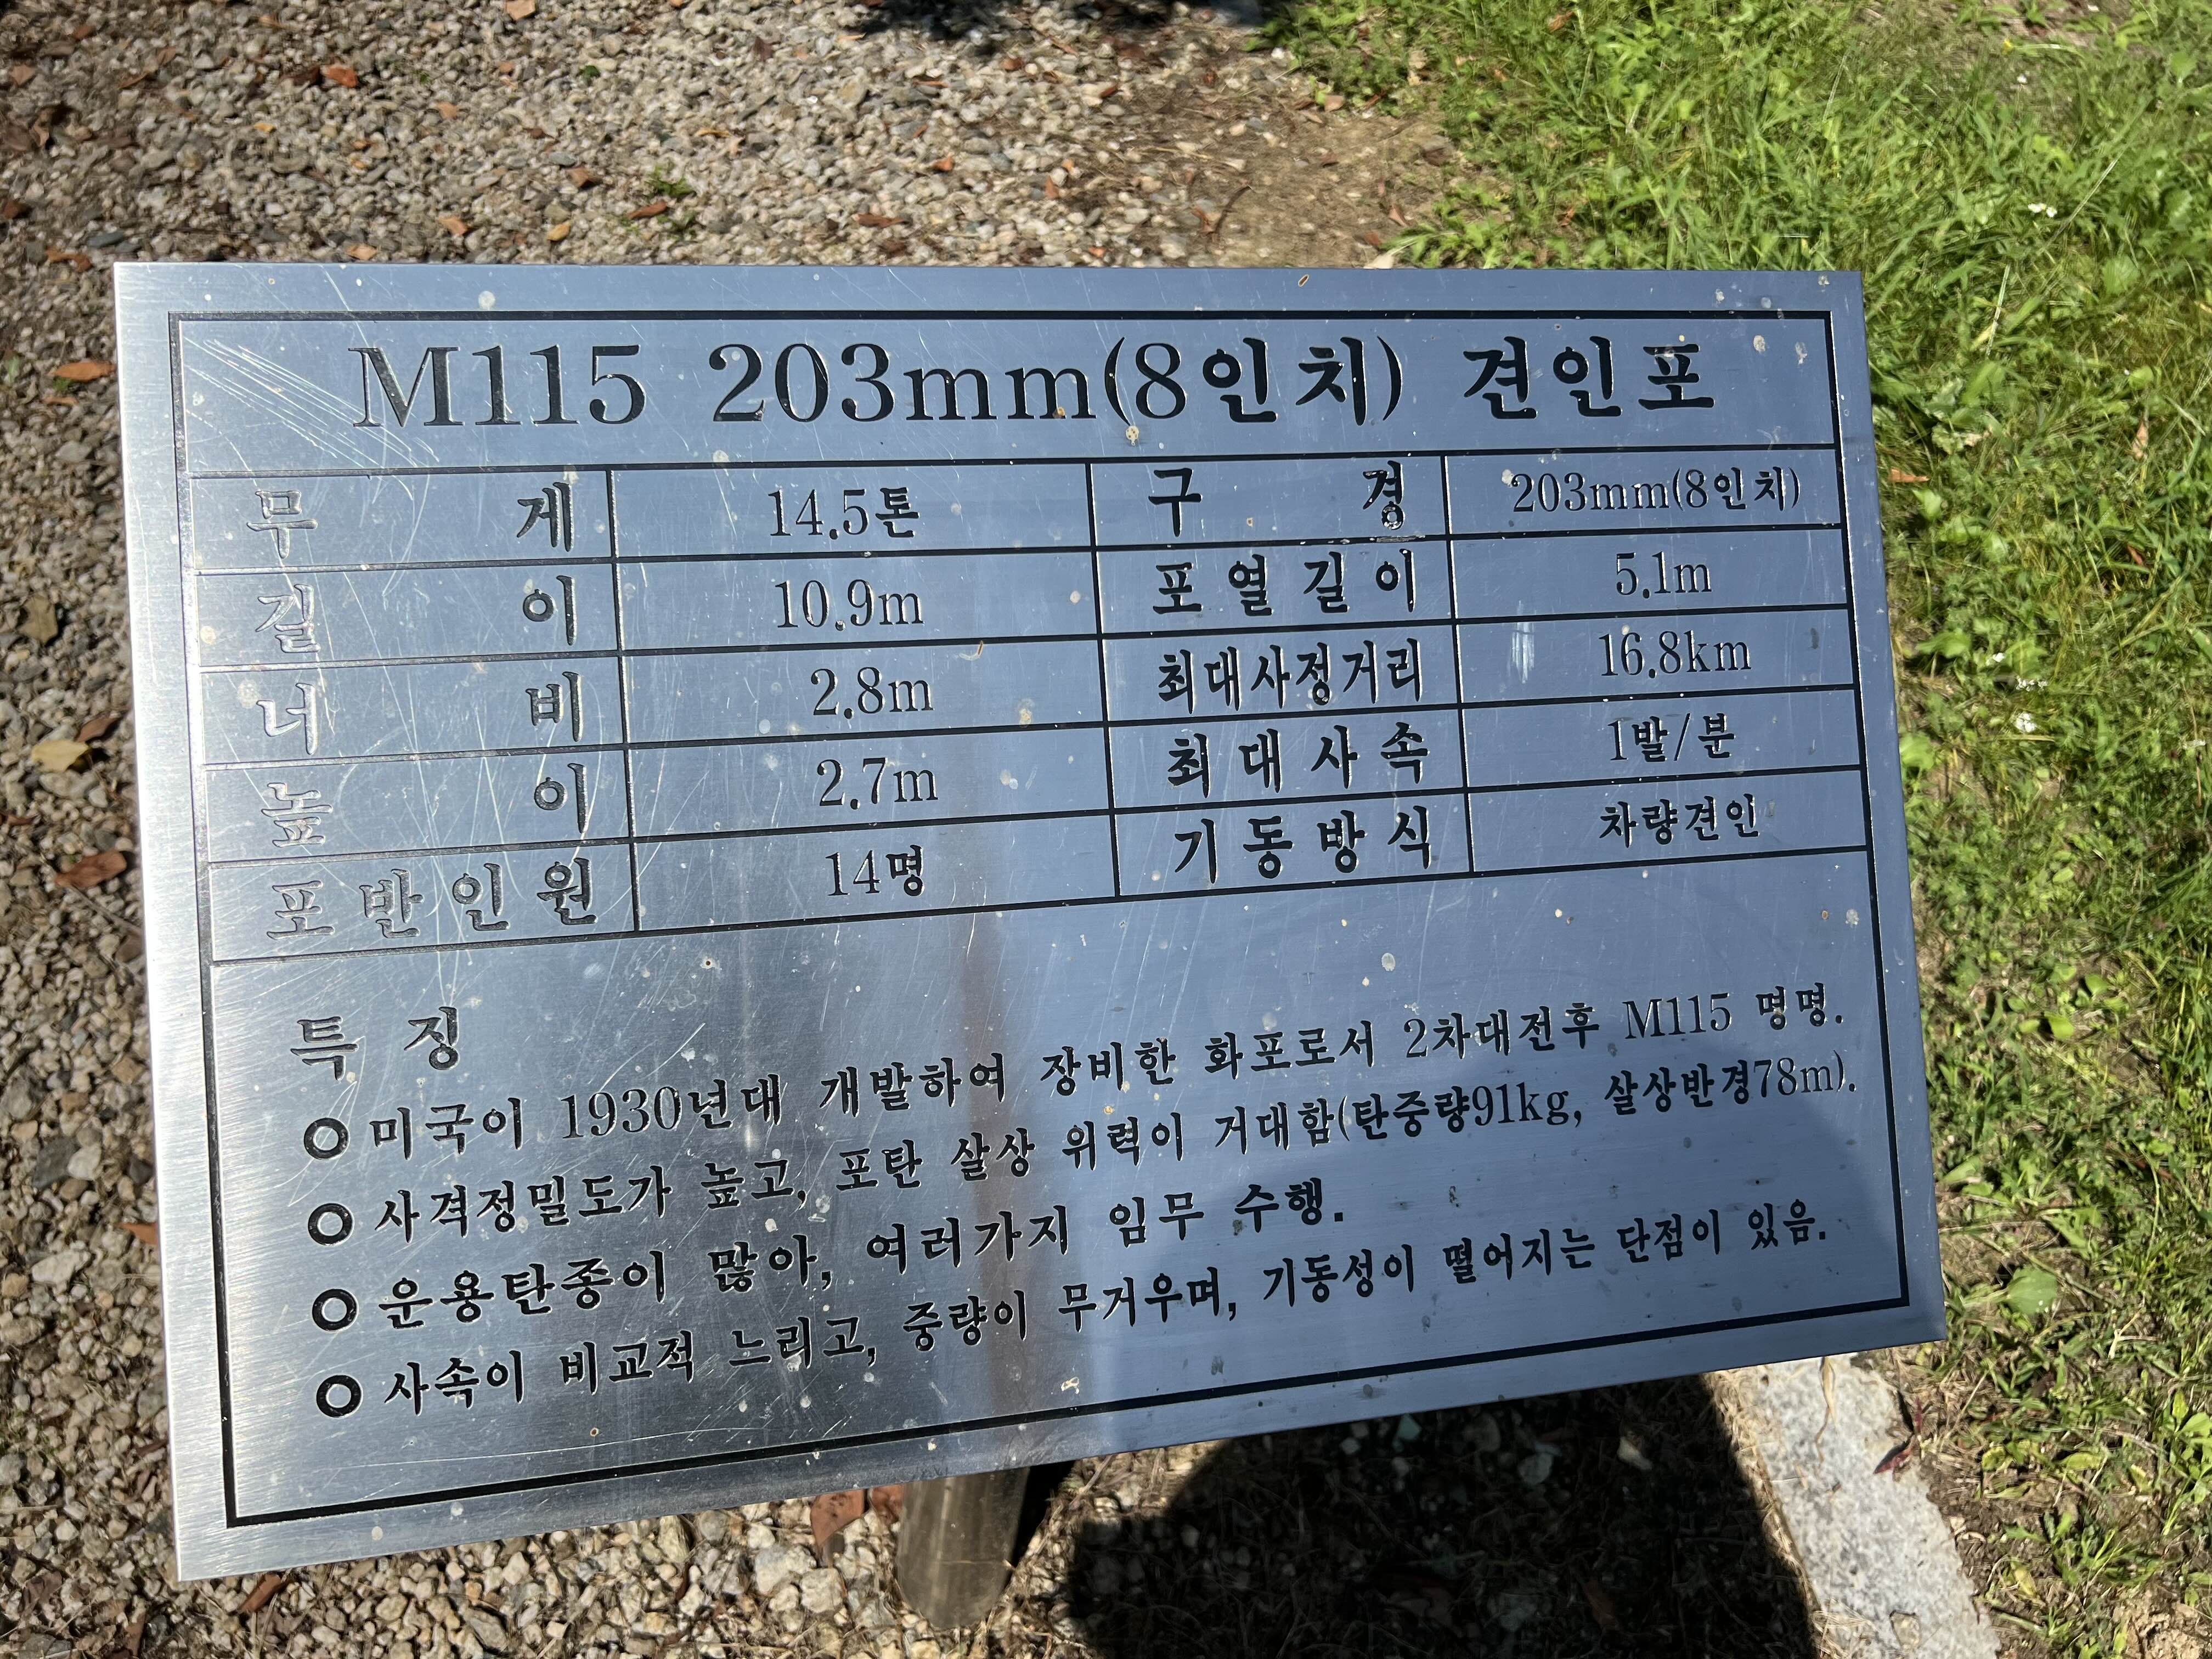 M115 203mm(8인치) 견인포
무 게 14.5톤 구 경 203mm(8인치)
길 이 10.9m 포 열 길 이 5.1m
너 비 2.8m 최대사정거리 16.8km
높 이 2.7m 최 대 사 속 1발/분
포 반 인 원 14명 기 동 방 식 차량견인
특 징
○ 미국이 1930년대 개발하여 장비한 화포로서 2차대전후 M115 명명.
○ 사격정밀도가 높고, 포탄 살상 위력이 거대함(탄중량91kg, 살상반경78m).
○ 운용탄종이 많아, 여러가지 임무 수행.
○ 사속이 비교적 느리고, 중량이 무거우며, 기동성이 떨어지는 단점이 있음.